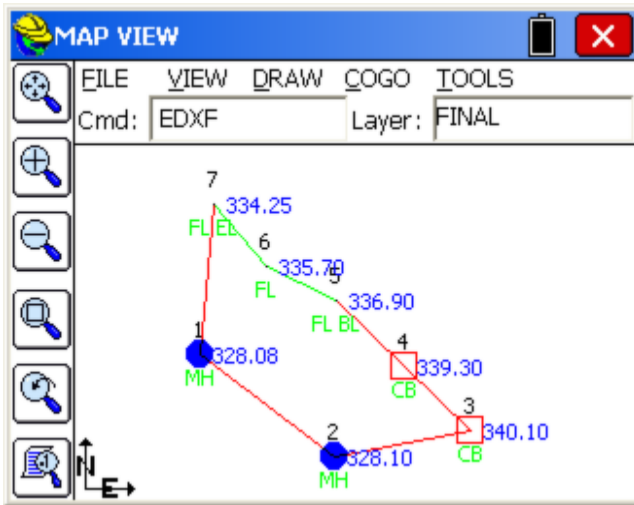 MAP VIEW
FILE VIEW DRAW COGO TOOLS
Cmd: EDXF Layer: FINAL
7
334.25
FL EL
6
335.70
FL
5
336.90
FL BL
4
339.30
CB
1
328.08
MH
3
340.10
CB
2
328.10
MH
N
E